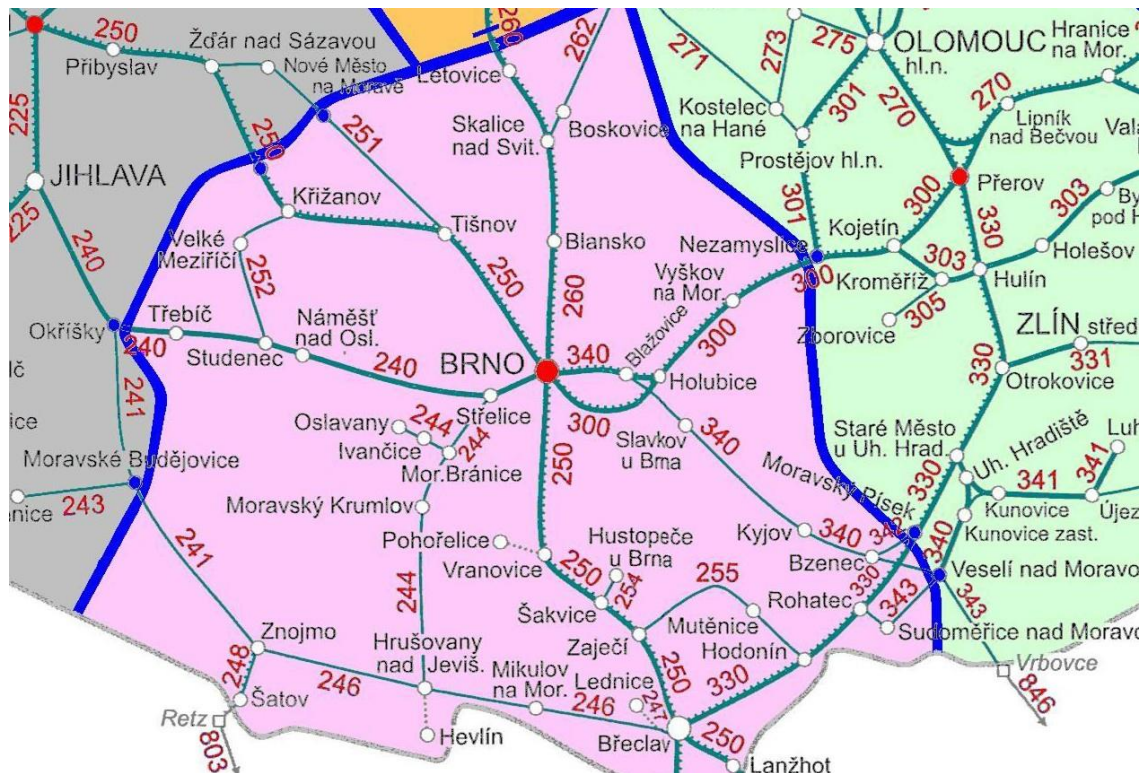 250
Žďár nad Sázavou
260
262
271
273
275
OLOMOUC
hl.n.
Hranice
na Mor.
Přibyslav
Nové Město
na Moravě
Letovice
225
251
250
Skalice
nad Svit.
Boskovice
Kostelec
na Hané
301
270
270
Lipník
nad Bečvou
Prostějov hl.n.
JIHLAVA
225
Křižanov
Tišnov
Přerov
300
303
301
330
Kojetín
Holešov
240
Velké
Meziříčí
252
250
Blansko
260
Nezamyslice
Vyškov
na Mor.
300
Kroměříž
303
305
Hulín
Zborovice
Okříšky
Třebíč
240
Studenec
Náměšť
nad Osl.
240
BRNO
340
Blažovice
300
Holubice
300
ZLÍN střed
331
330
Otrokovice
241
Střelice
Oslavany
244
Ivančice
244
Mor.Bránice
Slavkov
u Brna
340
Staré Město
u Uh. Hrad.
Uh. Hradiště
330
341
341
Kunovice
Kunovice zast.
Moravské Budějovice
243
Moravský Krumlov
250
Moravský Písek
Kyjov
340
Bzenec
340
Veselí nad Moravo
241
Pohořelice
Vranovice
Hustopeče
u Brna
250
254
255
244
Šakvice
Mutěnice
Rohatec
330
343
343
Sudoměřice nad Moravo
Zaječí
Hodonín
Znojmo
248
Šatov
246
Hrušovany
nad Jeviš.
Mikulov
na Mor.
Lednice
247
250
330
246
Břeclav
250
Lanžhot
Hevlín
Retz
803
Vrbovce
846